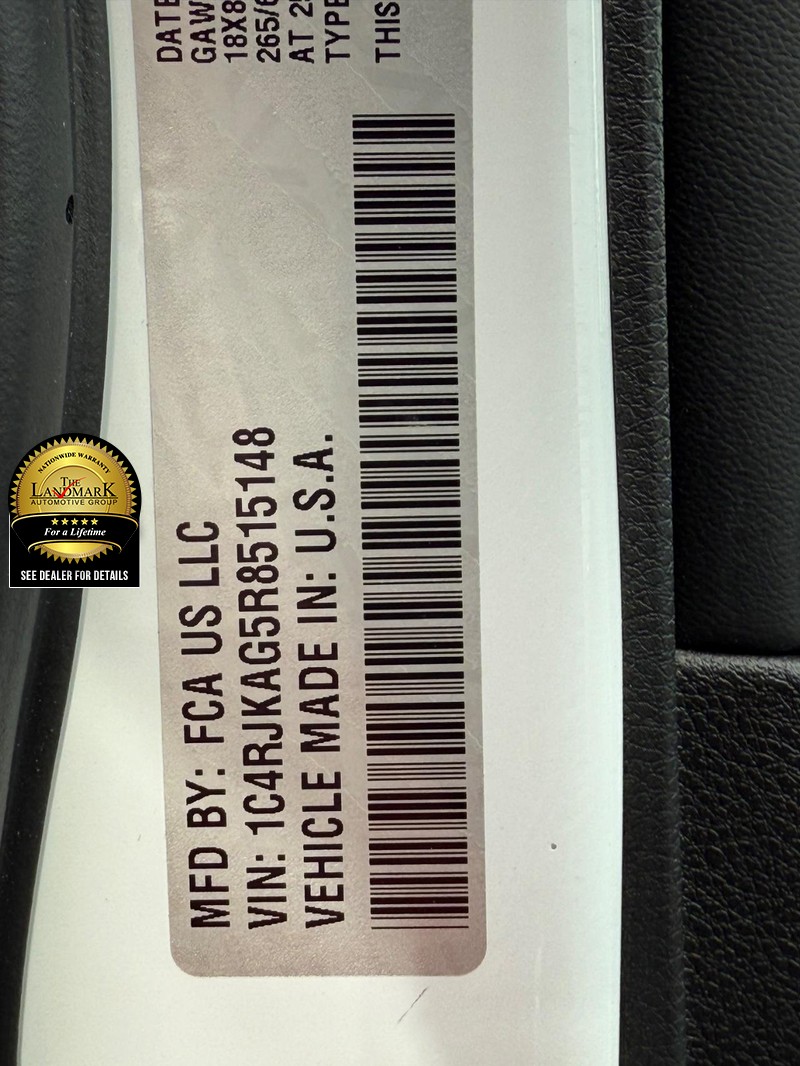 MFD BY: FCA US LLC
VIN: 1C4RJKAG5R8515148
VEHICLE MADE IN: U.S.A.
DATE
GAW
18X8
265/6
AT 25
TYPE
THIS
NATIONWIDE WARRANTY
THE
LANDMARK
AUTOMOTIVE GROUP
For a Lifetime
SEE DEALER FOR DETAILS